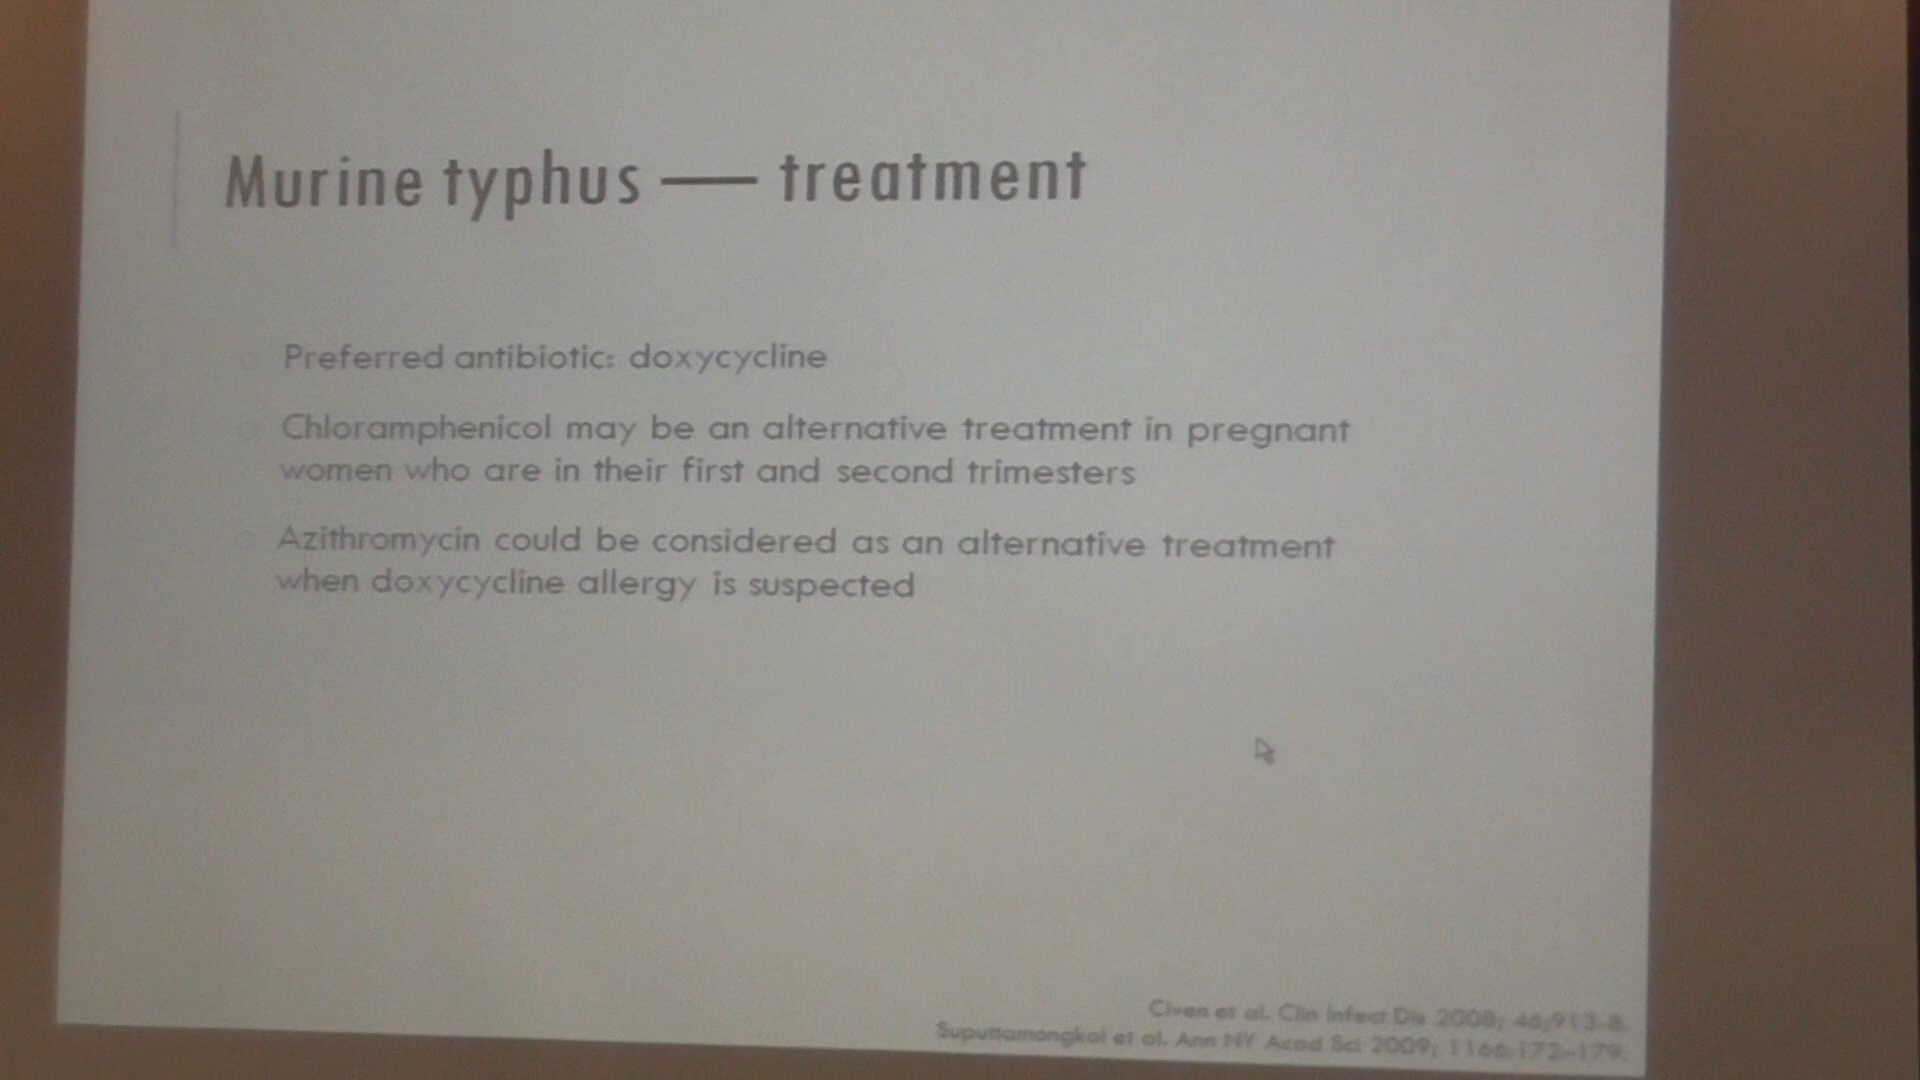 Murine typhus — treatment
Preferred antibiotic: doxycycline
Chloramphenicol may be an alternative treatment in pregnant
women who are in their first and second trimesters
Azithromycin could be considered as an alternative treatment
when doxycycline allergy is suspected
Civen et al. Clin Infect Dis 2008; 46:913-8.
Suputtamongkol et al. Ann NY Acad Sci 2009; 1166:172–179.